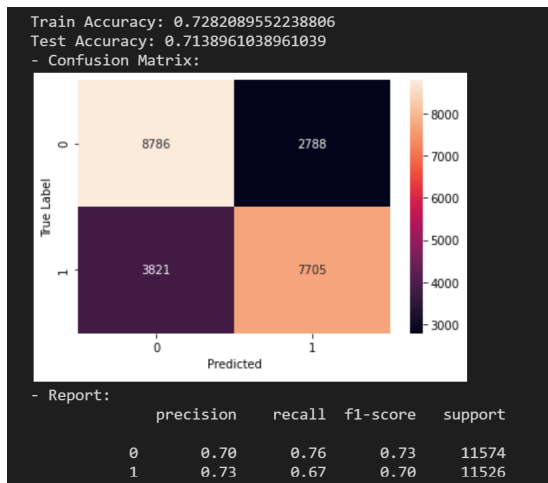 Train Accuracy: 0.7282089552238806
Test Accuracy: 0.7138961038961039
- Confusion Matrix:
8000
0 8786 2788
7000
6000
True Label
5000
1 3821 7705
4000
3000
0 1
Predicted
- Report:
precision recall f1-score support
0 0.70 0.76 0.73 11574
1 0.73 0.67 0.70 11526